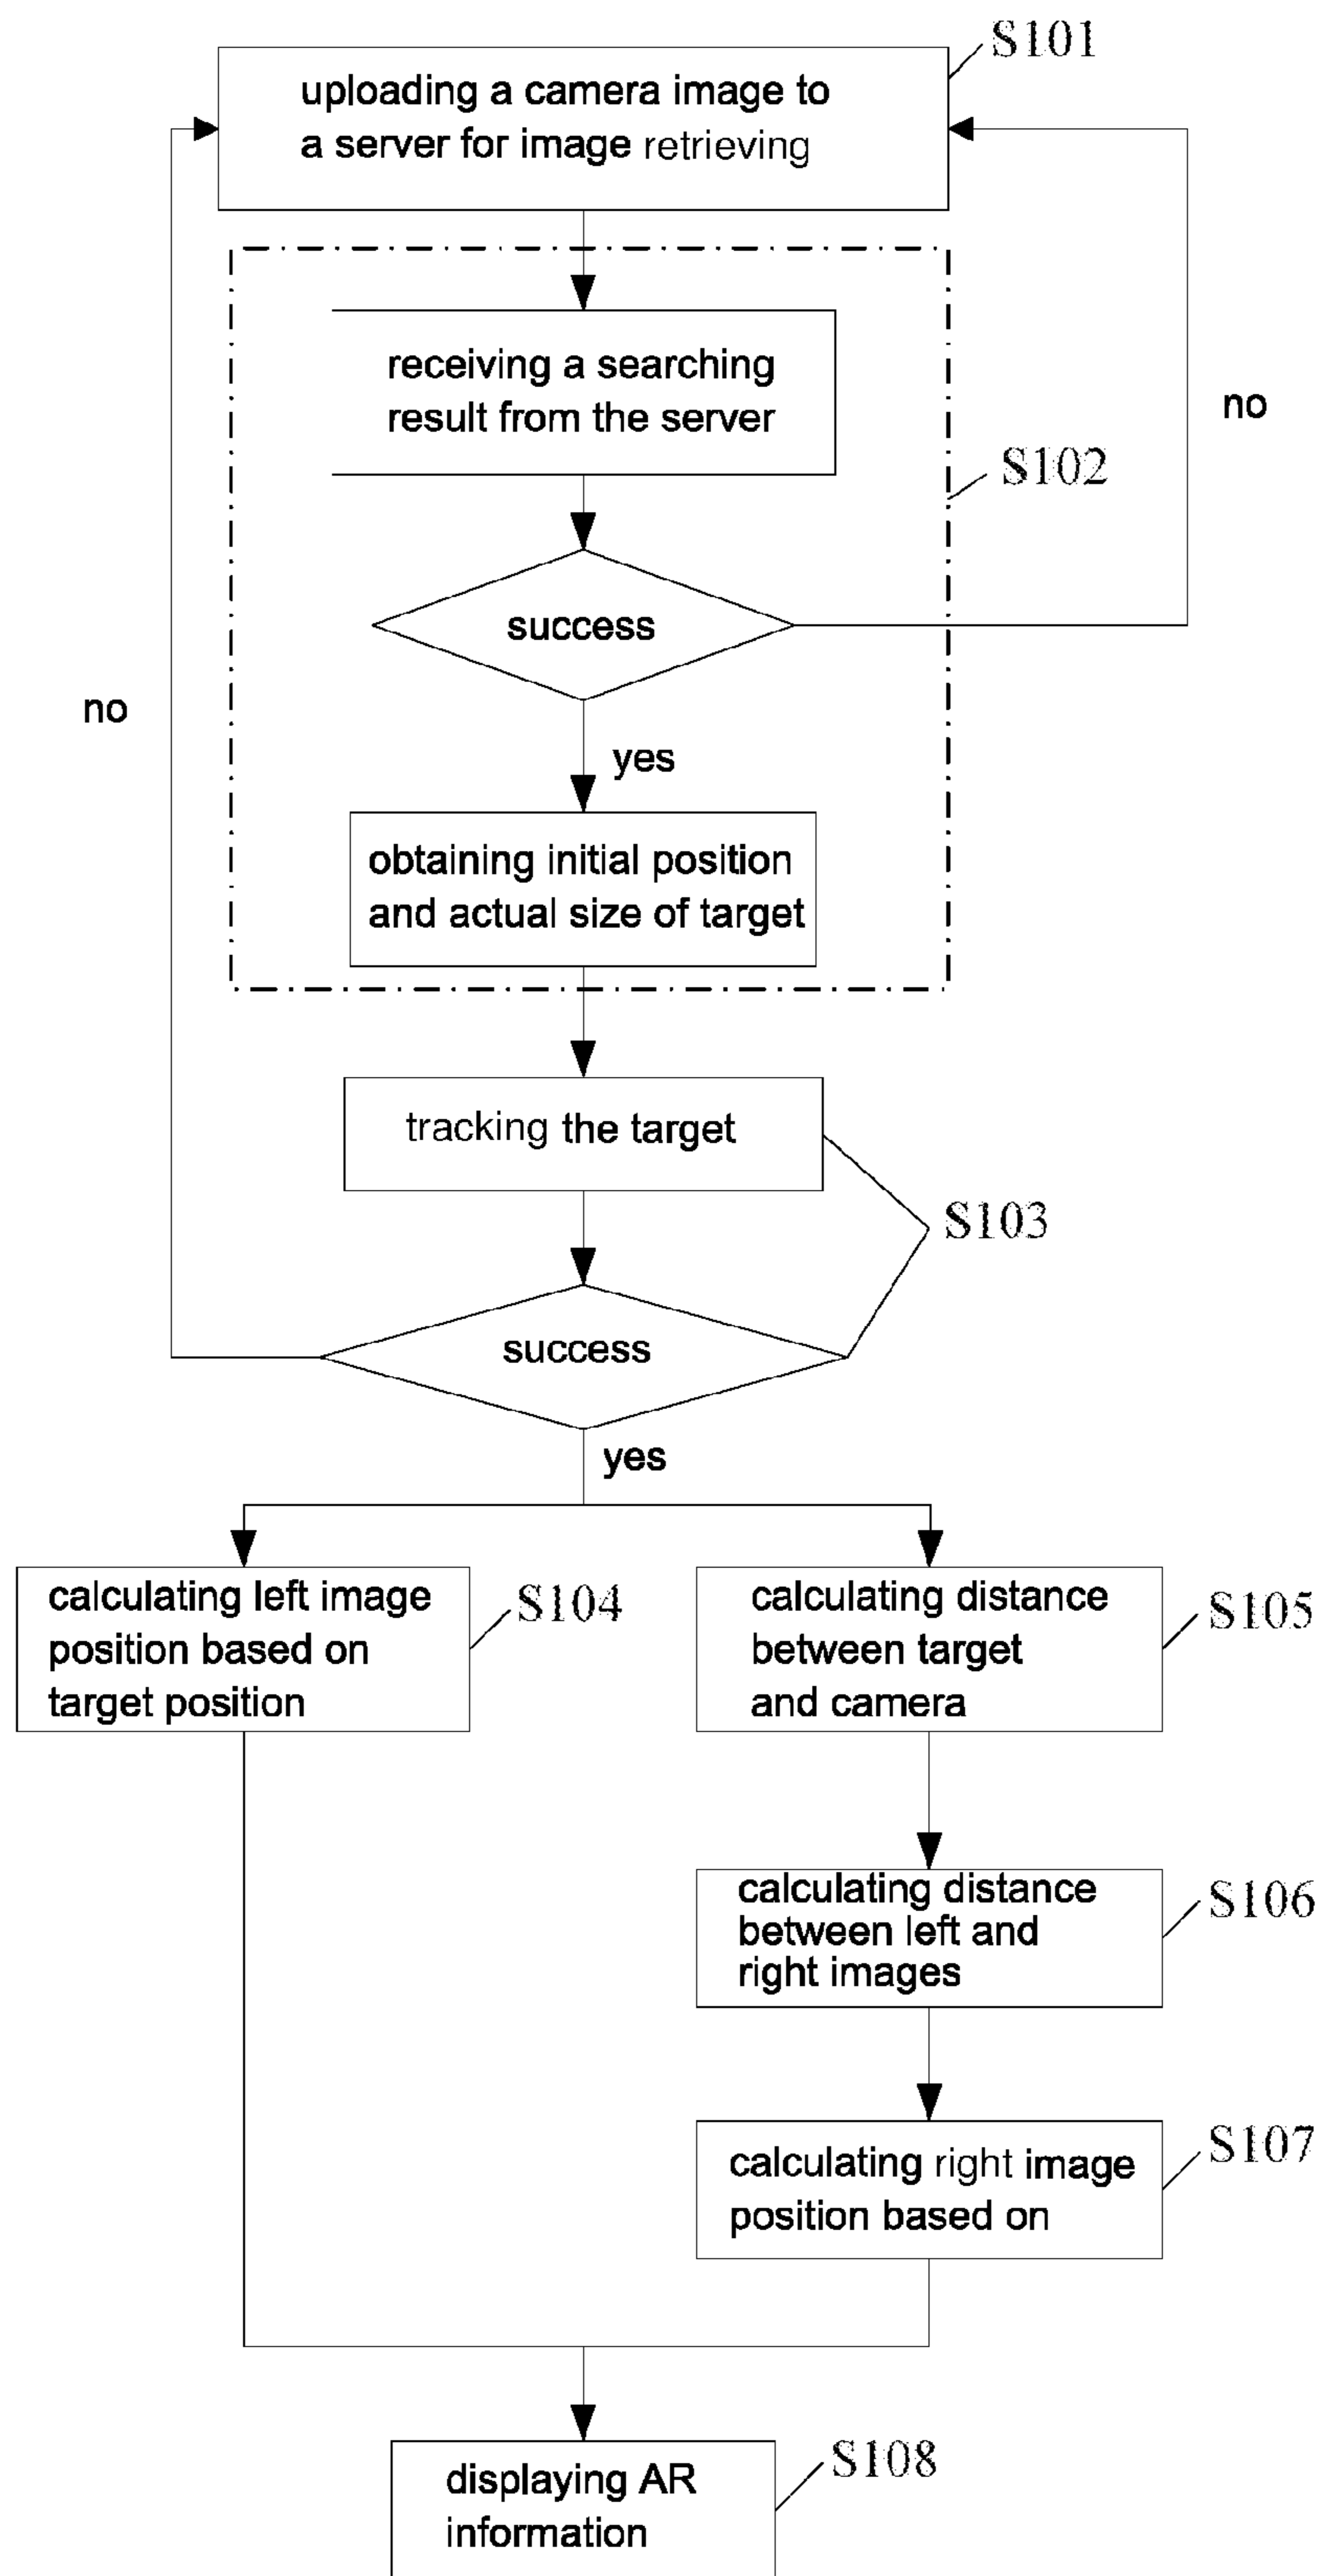 S101
uploading a camera image to
a server for image retrieving
receiving a searching
result from the server
no
S102
success
no
yes
obtaining initial position
and actual size of target
tracking the target
S103
success
yes
calculating left image
position based on
target position
S104
calculating distance
between target
and camera
S105
calculating distance
between left and
right images
S106
calculating right image
position based on
S107
displaying AR
information
S108